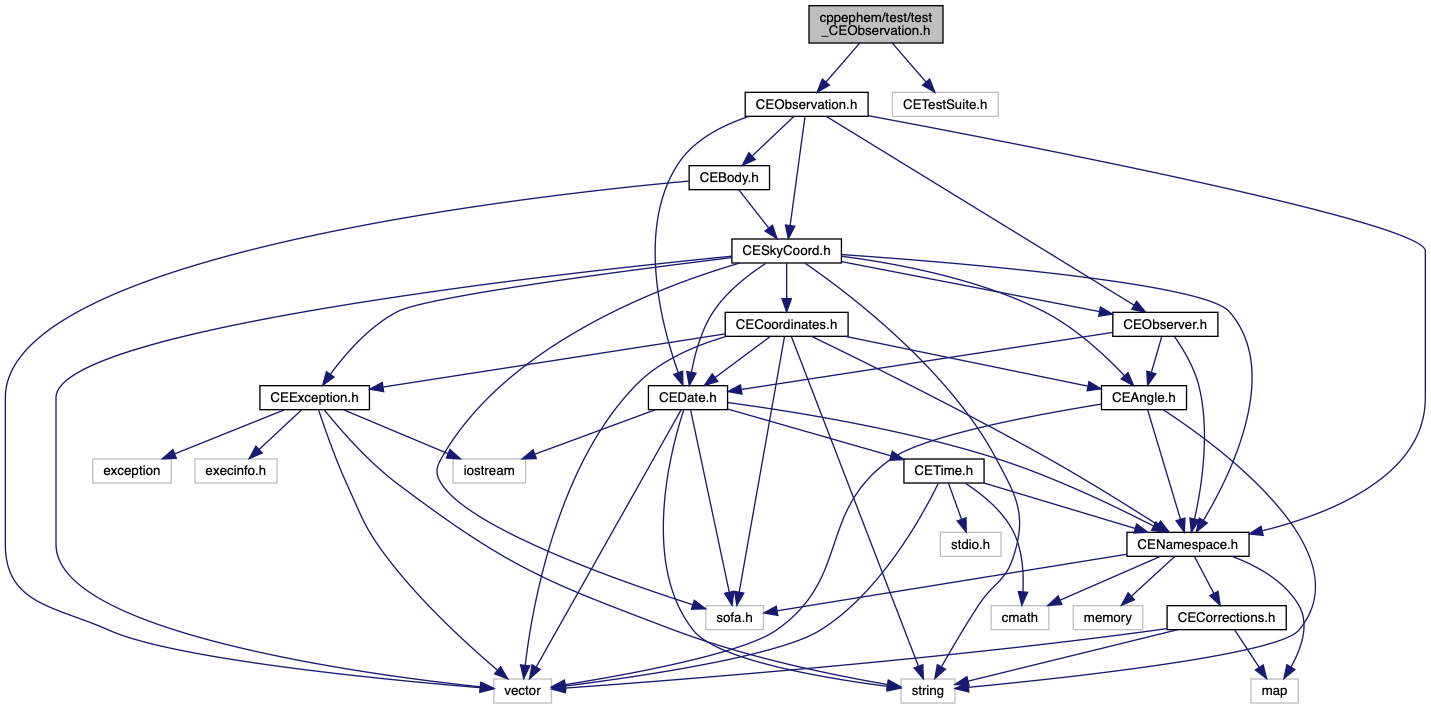 cppephem/test/test
_CEObservation.h
CEObservation.h
CETestSuite.h
CEBody.h
CESkyCoord.h
CECoordinates.h
CEObserver.h
CEException.h
CEDate.h
CEAngle.h
exception
execinfo.h
iostream
CETime.h
stdio.h
CENamespace.h
sofa.h
cmath
memory
CECorrections.h
vector
string
map